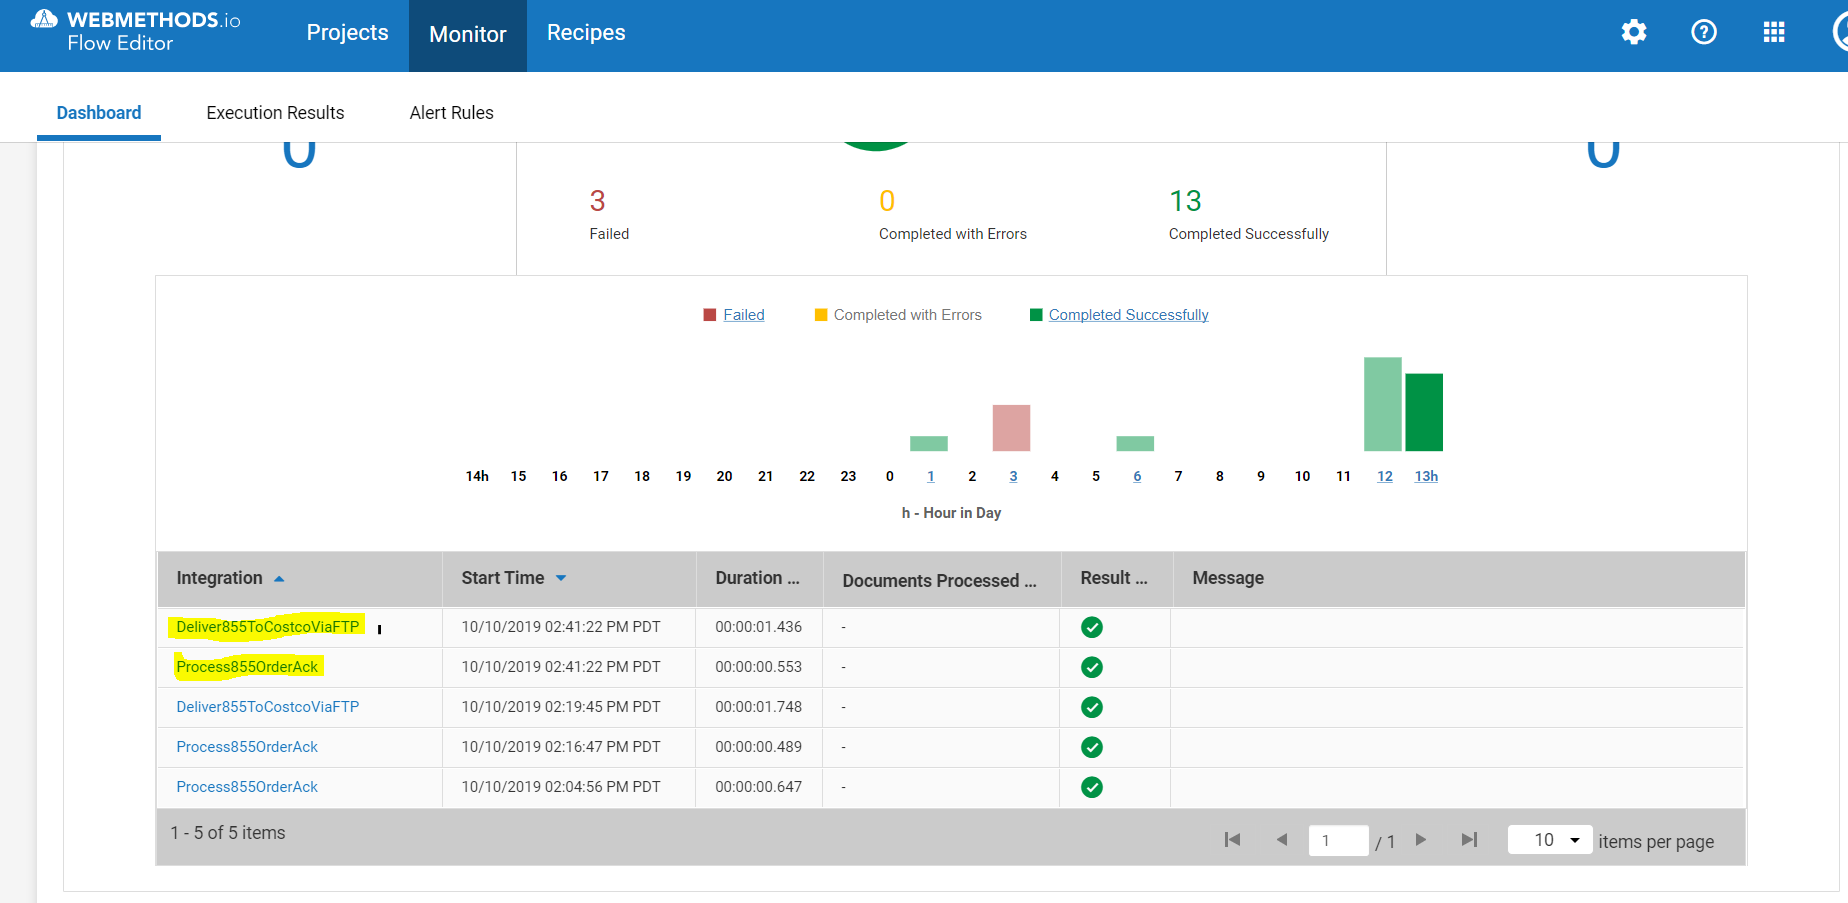 WEBMETHODS.io
Flow Editor
Projects
Monitor
Recipes
Dashboard
Execution Results
Alert Rules
0
0
3
0
13
Failed
Completed with Errors
Completed Successfully
Failed
Completed with Errors
Completed Successfully
14h 15 16 17 18 19 20 21 22 23 0 1 2 3 4 5 6 7 8 9 10 11 12 13h
h - Hour in Day
Integration Start Time Duration ... Documents Processed ... Result ... Message
Deliver855ToCostcoViaFTP 10/10/2019 02:41:22 PM PDT 00:00:01.436 -
Process855OrderAck 10/10/2019 02:41:22 PM PDT 00:00:00.553 -
Deliver855ToCostcoViaFTP 10/10/2019 02:19:45 PM PDT 00:00:01.748 -
Process855OrderAck 10/10/2019 02:16:47 PM PDT 00:00:00.489 -
Process855OrderAck 10/10/2019 02:04:56 PM PDT 00:00:00.647 -
1 - 5 of 5 items
1 / 1
10 items per page